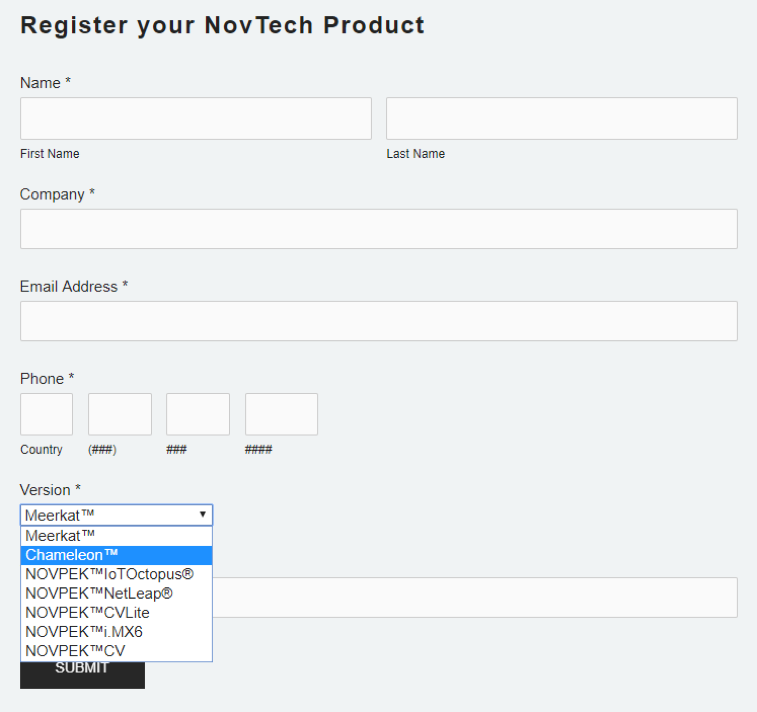 Register your NovTech Product
Name *
First Name Last Name
Company *
Email Address *
Phone *
Country (###) ### ####
Version *
Meerkat™
Meerkat™
Chameleon™
NOVPEK™IoTOctopus®
NOVPEK™NetLeap®
NOVPEK™CVLite
NOVPEK™i.MX6
NOVPEK™CV
SUBMIT